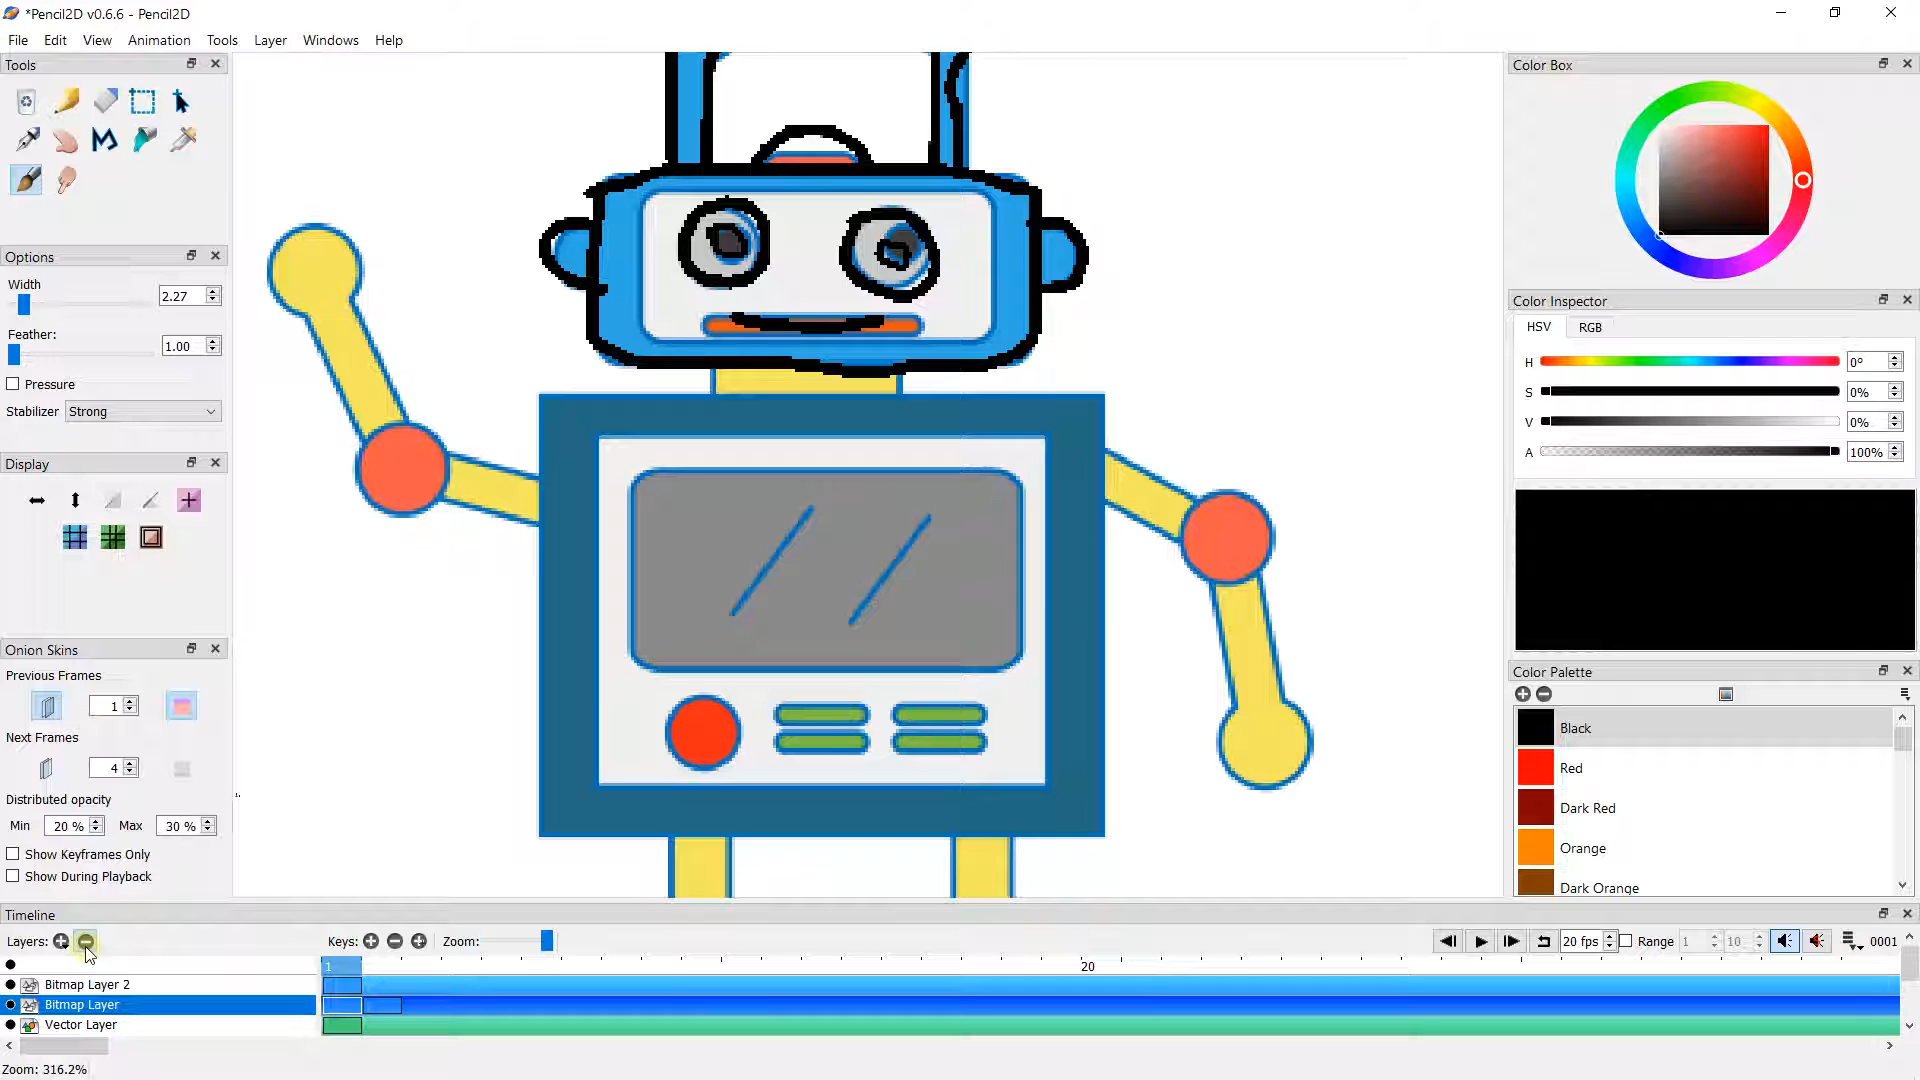 *Pencil2D v0.6.6 - Pencil2D
File Edit View Animation Tools Layer Windows Help
Tools
Options
Width
2.27
Feather:
1.00
Pressure
Stabilizer Strong
Display
Onion Skins
Previous Frames
1
Next Frames
4
Distributed opacity
Min 20 % Max 30 %
Show Keyframes Only
Show During Playback
Color Box
Color Inspector
HSV RGB
H 0°
S 0%
V 0%
A 100%
Color Palette
Black
Red
Dark Red
Orange
Dark Orange
Timeline
Layers: Keys: Zoom: 20 fps Range 1 10 0001
1 20
Bitmap Layer 2
Bitmap Layer
Vector Layer
Zoom: 316.2%